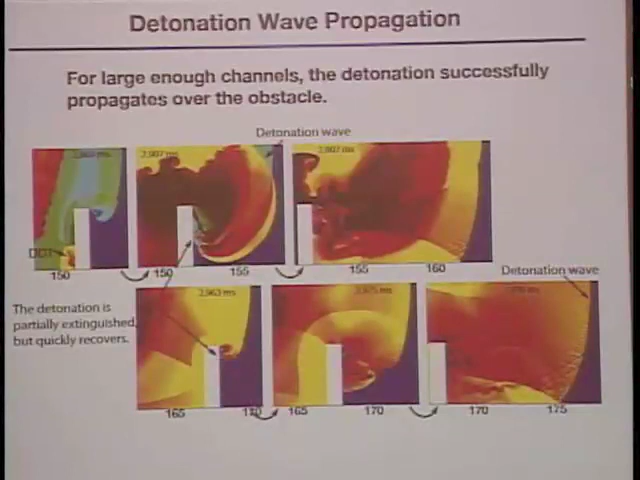 Detonation Wave Propagation
For large enough channels, the detonation successfully
propagates over the obstacle.
Detonation wave
150
150
155
155
160
Detonation wave
The detonation is
partially extinguished,
but quickly recovers.
165
170
165
170
170
175